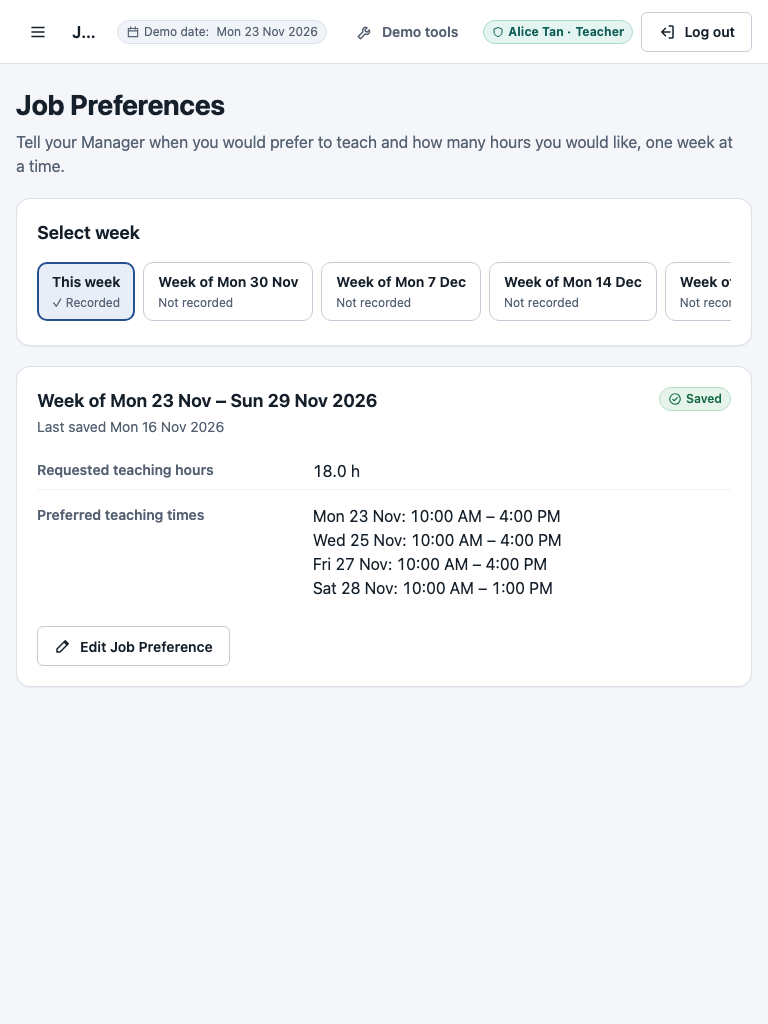 J...
Demo date: Mon 23 Nov 2026
Demo tools
Alice Tan · Teacher
Log out
Job Preferences
Tell your Manager when you would prefer to teach and how many hours you would like, one week at
a time.
Select week
This week
✓ Recorded
Week of Mon 30 Nov
Not recorded
Week of Mon 7 Dec
Not recorded
Week of Mon 14 Dec
Not recorded
Week of
Not recor
Week of Mon 23 Nov – Sun 29 Nov 2026
Saved
Last saved Mon 16 Nov 2026
Requested teaching hours
18.0 h
Preferred teaching times
Mon 23 Nov: 10:00 AM – 4:00 PM
Wed 25 Nov: 10:00 AM – 4:00 PM
Fri 27 Nov: 10:00 AM – 4:00 PM
Sat 28 Nov: 10:00 AM – 1:00 PM
Edit Job Preference